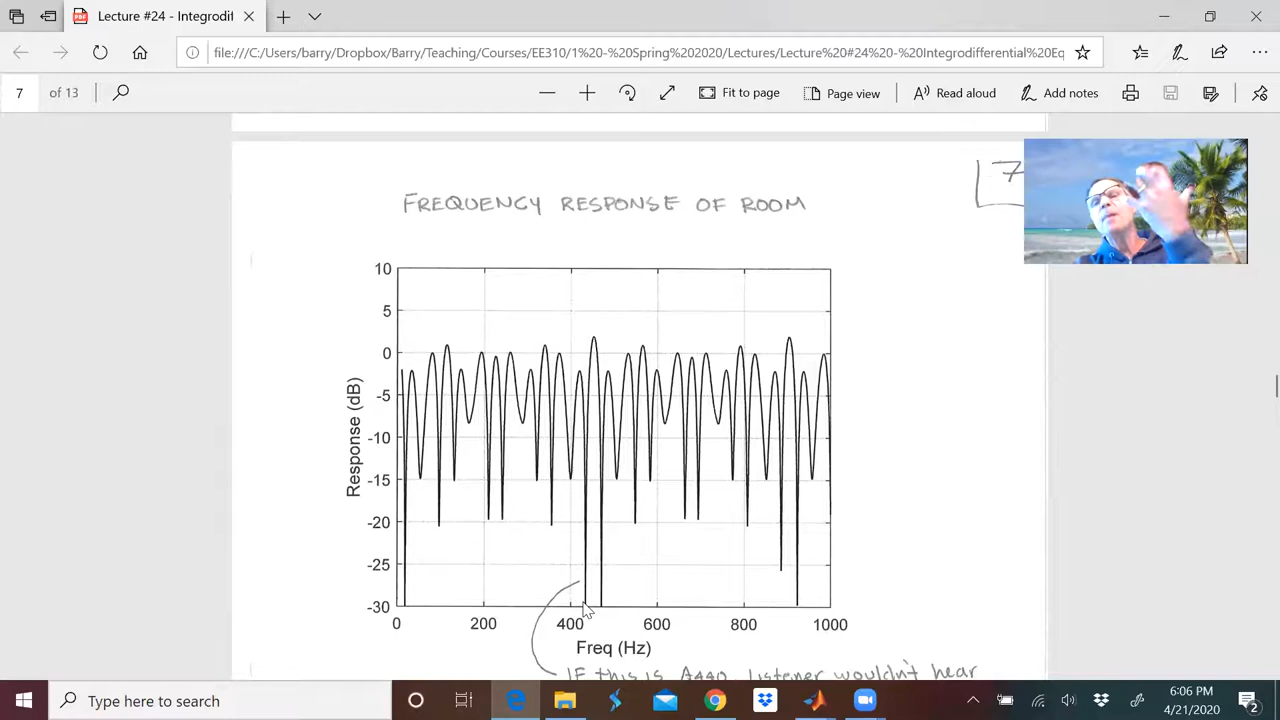 Lecture #24 - Integrodif
file:///C:/Users/barry/Dropbox/Barry/Teaching/Courses/EE310/1%20-%20Spring%202020/Lectures/Lecture%20#24%20-%20Integrodifferential%20Eq
7 of 13
Fit to page
Page view
Read aloud
Add notes
7
FREQUENCY RESPONSE OF ROOM
10
5
0
-5
-10
-15
-20
-25
-30
Response (dB)
0 200 400 600 800 1000
Freq (Hz)
IF this is A440, listener wouldn't hear
Type here to search
6:06 PM
4/21/2020
2